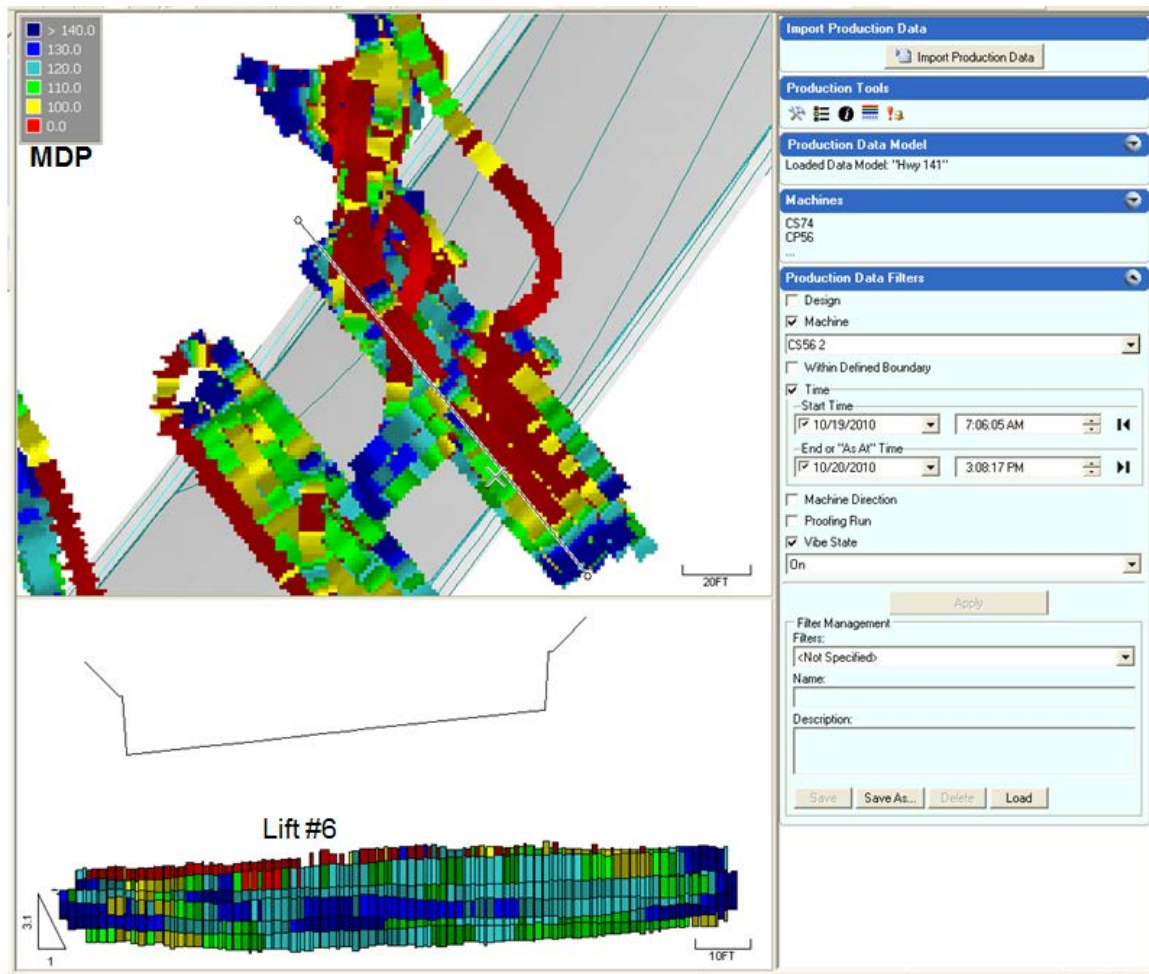 > 140.0
130.0
120.0
110.0
100.0
0.0
MDP
20FT
Lift #6
3.1
1
10FT
Import Production Data
Import Production Data
Production Tools
Production Data Model
Loaded Data Model: "Hwy 141"
Machines
CS74
CP56
...
Production Data Filters
Design
Machine
CS56 2
Within Defined Boundary
Time
Start Time
10/19/2010 7:06:05 AM
End or "As At" Time
10/20/2010 3:08:17 PM
Machine Direction
Proofing Run
Vibe State
On
Apply
Filter Management
Filters:
<Not Specified>
Name:
Description:
Save Save As... Delete Load